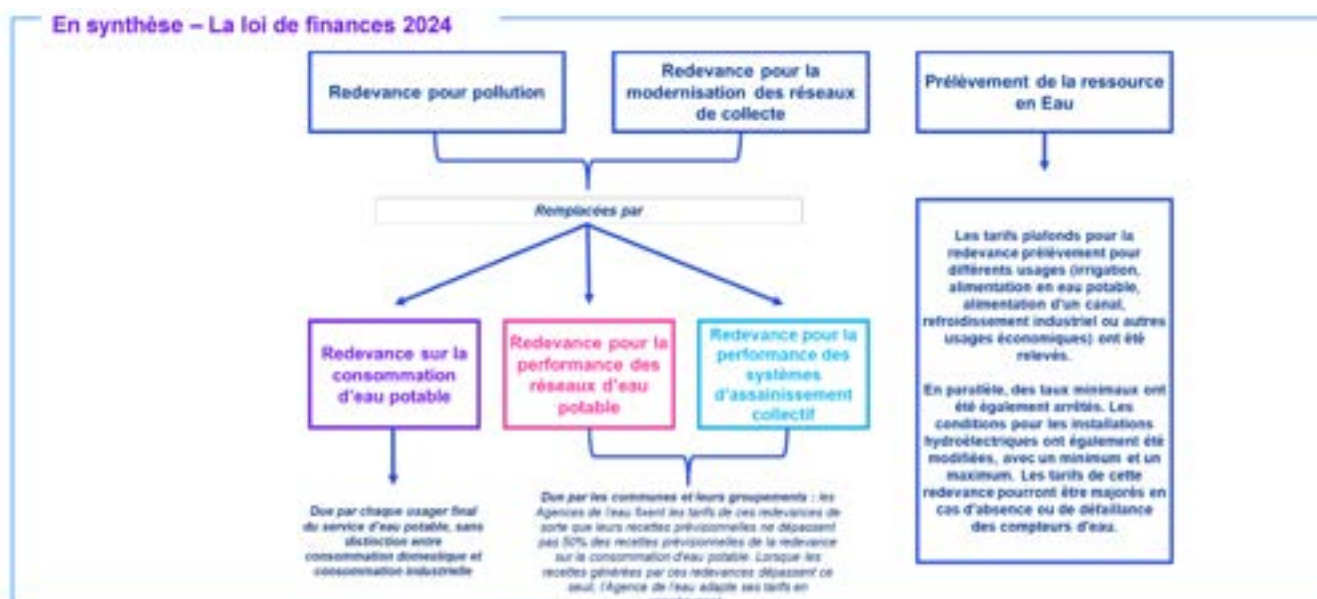 En synthèse – La loi de finances 2024
Redevance pour pollution
Redevance pour la
modernisation des réseaux
de collecte
Prélèvement de la ressource
en Eau
Remplacées par
Redevance sur la
consommation
d'eau potable
Redevance pour la
performance des
réseaux d'eau
potable
Redevance pour la
performance des
systèmes
d'assainissement
collectif
Due par chaque usager final
du service d'eau potable, sans
distinction entre
consommation domestique et
consommation industrielle
Due par les communes et leurs groupements : les
Agences de l'eau fixent les tarifs de ces redevances de
sorte que leurs recettes prévisionnelles ne dépassent
pas 50% des recettes prévisionnelles de la redevance
sur la consommation d'eau potable. Lorsque les
recettes générées par ces redevances dépassent ce
seuil, l'Agence de l'eau adapte ses tarifs en
Les tarifs plafonds pour la
redevance prélèvement pour
différents usages (irrigation,
alimentation en eau potable,
alimentation d'un canal,
refroidissement industriel ou autres
usages économiques) ont été
relevés.
En parallèle, des taux minimaux ont
été également arrêtés. Les
conditions pour les installations
hydroélectriques ont également été
modifiées, avec un minimum et un
maximum. Les tarifs de cette
redevance pourront être majorés en
cas d'absence ou de défaillance
des compteurs d'eau.